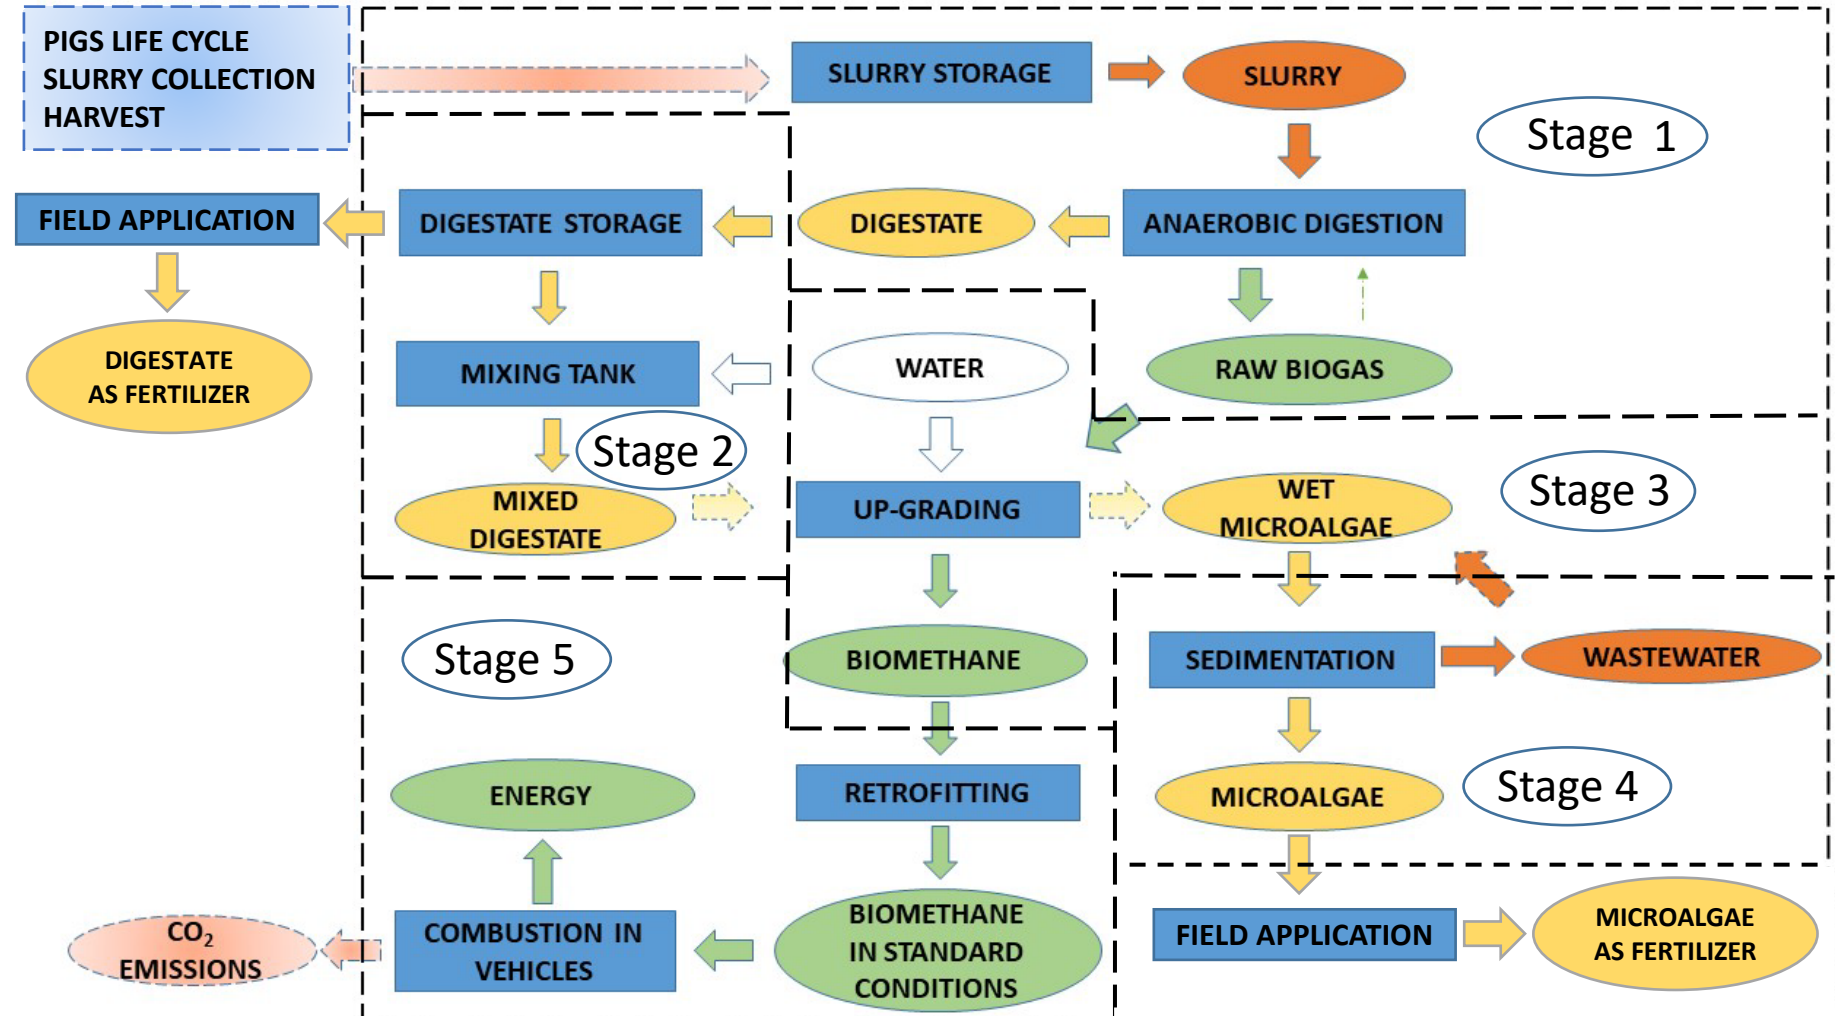 PIGS LIFE CYCLE
SLURRY COLLECTION
HARVEST
SLURRY STORAGE
SLURRY
Stage 1
FIELD APPLICATION
DIGESTATE STORAGE
DIGESTATE
ANAEROBIC DIGESTION
DIGESTATE
AS FERTILIZER
MIXING TANK
WATER
RAW BIOGAS
Stage 2
MIXED
DIGESTATE
UP-GRADING
WET
MICROALGAE
Stage 3
Stage 5
BIOMETHANE
SEDIMENTATION
WASTEWATER
ENERGY
RETROFITTING
MICROALGAE
Stage 4
CO₂
EMISSIONS
COMBUSTION IN
VEHICLES
BIOMETHANE
IN STANDARD
CONDITIONS
FIELD APPLICATION
MICROALGAE
AS FERTILIZER